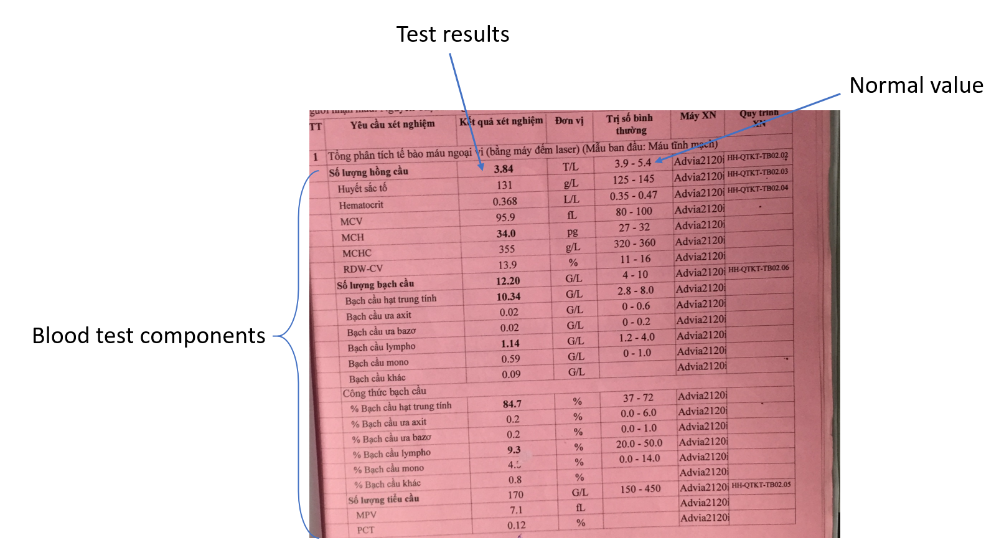 Test results
Normal value
Blood test components
TT Yêu cầu xét nghiệm Kết quả xét nghiệm Đơn vị Trị số bình thường Máy XN Quy trình XN
1 Tổng phân tích tế bào máu ngoại vi (bằng máy đếm laser) (Mẫu ban đầu: Máu tĩnh mạch)
Số lượng hồng cầu 3.84 T/L 3.9 - 5.4 Advia2120i HH-QTKT-TB02.02
Huyết sắc tố 131 g/L 125 - 145 Advia2120i HH-QTKT-TB02.03
Hematocrit 0.368 L/L 0.35 - 0.47 Advia2120i HH-QTKT-TB02.04
MCV 95.9 fL 80 - 100 Advia2120i
MCH 34.0 pg 27 - 32 Advia2120i
MCHC 355 g/L 320 - 360 Advia2120i
RDW-CV 13.9 % 11 - 16 Advia2120i
Số lượng bạch cầu 12.20 G/L 4 - 10 Advia2120i HH-QTKT-TB02.06
Bạch cầu hạt trung tính 10.34 G/L 2.8 - 8.0 Advia2120i
Bạch cầu ưa axit 0.02 G/L 0 - 0.6 Advia2120i
Bạch cầu ưa bazơ 0.02 G/L 0 - 0.2 Advia2120i
Bạch cầu lympho 1.14 G/L 1.2 - 4.0 Advia2120i
Bạch cầu mono 0.59 G/L 0 - 1.0 Advia2120i
Bạch cầu khác 0.09 G/L Advia2120i
Công thức bạch cầu
% Bạch cầu hạt trung tính 84.7 % 37 - 72 Advia2120i
% Bạch cầu ưa axit 0.2 % 0.0 - 6.0 Advia2120i
% Bạch cầu ưa bazơ 0.2 % 0.0 - 1.0 Advia2120i
% Bạch cầu lympho 9.3 % 20.0 - 50.0 Advia2120i
% Bạch cầu mono % 0.0 - 14.0 Advia2120i
% Bạch cầu khác 0.8 % Advia2120i
Số lượng tiểu cầu 170 G/L 150 - 450 Advia2120i HH-QTKT-TB02.05
MPV 7.1 fL Advia2120i
PCT 0.12 % Advia2120i